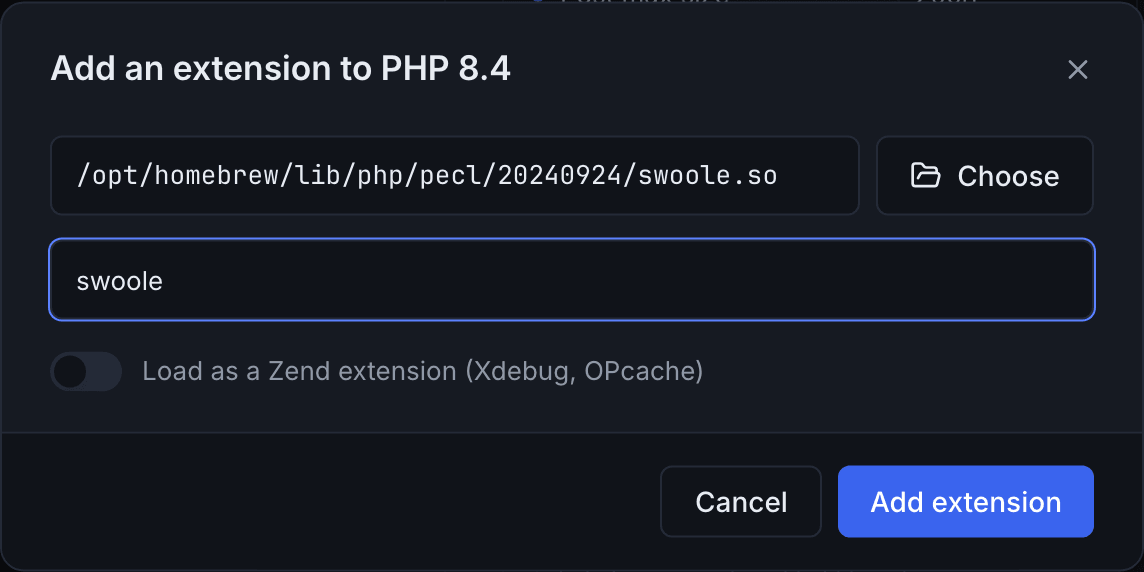 Add an extension to PHP 8.4
/opt/homebrew/lib/php/pecl/20240924/swoole.so
Choose
swoole
Load as a Zend extension (Xdebug, OPcache)
Cancel
Add extension